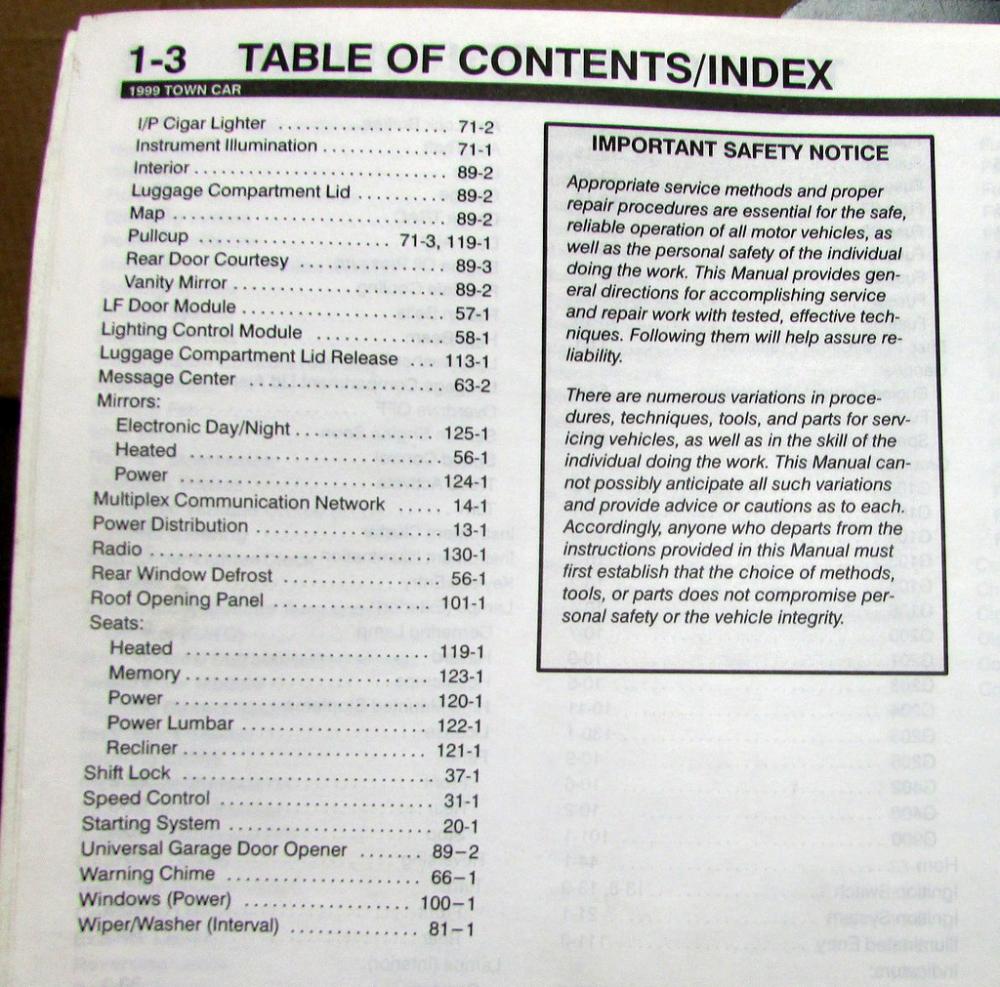 1-3 TABLE OF CONTENTS/INDEX
1999 TOWN CAR
I/P Cigar Lighter .................. 71-2
Instrument Illumination .............. 71-1
Interior ........................... 89-2
Luggage Compartment Lid .......... 89-2
Map .............................. 89-2
Pullcup ..................... 71-3, 119-1
Rear Door Courtesy ................ 89-3
Vanity Mirror ....................... 89-2
LF Door Module ....................... 57-1
Lighting Control Module ................ 58-1
Luggage Compartment Lid Release ... 113-1
Message Center ....................... 63-2
Mirrors:
Electronic Day/Night ............... 125-1
Heated ............................ 56-1
Power ............................ 124-1
Multiplex Communication Network ....... 14-1
Power Distribution ..................... 13-1
Radio ............................... 130-1
Rear Window Defrost .................. 56-1
Roof Opening Panel .................. 101-1
Seats:
Heated ........................... 119-1
Memory ........................... 123-1
Power ............................ 120-1
Power Lumbar ..................... 122-1
Recliner ........................... 121-1
Shift Lock ............................ 37-1
Speed Control ........................ 31-1
Starting System ....................... 20-1
Universal Garage Door Opener ...... 89-2
Warning Chime ....................... 66-1
Windows (Power) .................... 100-1
Wiper/Washer (Interval) .............. 81-1
IMPORTANT SAFETY NOTICE
Appropriate service methods and proper
repair procedures are essential for the safe,
reliable operation of all motor vehicles, as
well as the personal safety of the individual
doing the work. This Manual provides gen-
eral directions for accomplishing service
and repair work with tested, effective tech-
niques. Following them will help assure re-
liability.
There are numerous variations in proce-
dures, techniques, tools, and parts for serv-
icing vehicles, as well as in the skill of the
individual doing the work. This Manual can-
not possibly anticipate all such variations
and provide advice or cautions as to each.
Accordingly, anyone who departs from the
instructions provided in this Manual must
first establish that the choice of methods,
tools, or parts does not compromise per-
sonal safety or the vehicle integrity.